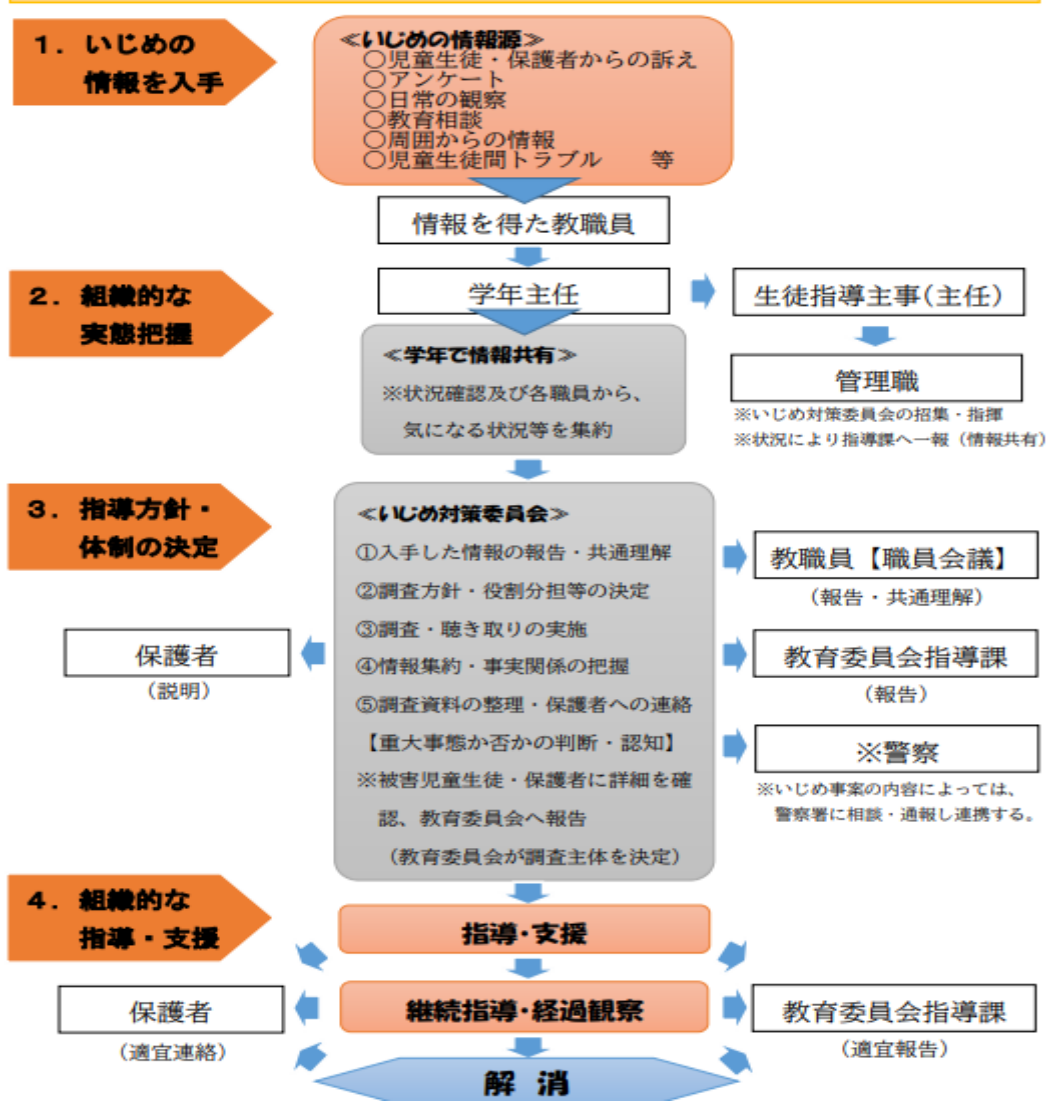 1．いじめの
情報を入手
≪いじめの情報源≫
○児童生徒・保護者からの訴え
○アンケート
○日常の観察
○教育相談
○周囲からの情報
○児童生徒間トラブル　　等
情報を得た教職員
2．組織的な
実態把握
学年主任
生徒指導主事(主任)
≪学年で情報共有≫
※状況確認及び各職員から、
気になる状況等を集約
管理職
※いじめ対策委員会の招集・指揮
※状況により指導課へ一報（情報共有）
3．指導方針・
体制の決定
≪いじめ対策委員会≫
①入手した情報の報告・共通理解
②調査方針・役割分担等の決定
③調査・聴き取りの実施
④情報集約・事実関係の把握
⑤調査資料の整理・保護者への連絡
【重大事態か否かの判断・認知】
※被害児童生徒・保護者に詳細を確
認、教育委員会へ報告
（教育委員会が調査主体を決定）
保護者
（説明）
教職員【職員会議】
（報告・共通理解）
教育委員会指導課
（報告）
※警察
※いじめ事案の内容によっては、
警察署に相談・通報し連携する。
4．組織的な
指導・支援
指導・支援
継続指導・経過観察
保護者
（適宜連絡）
教育委員会指導課
（適宜報告）
解 消